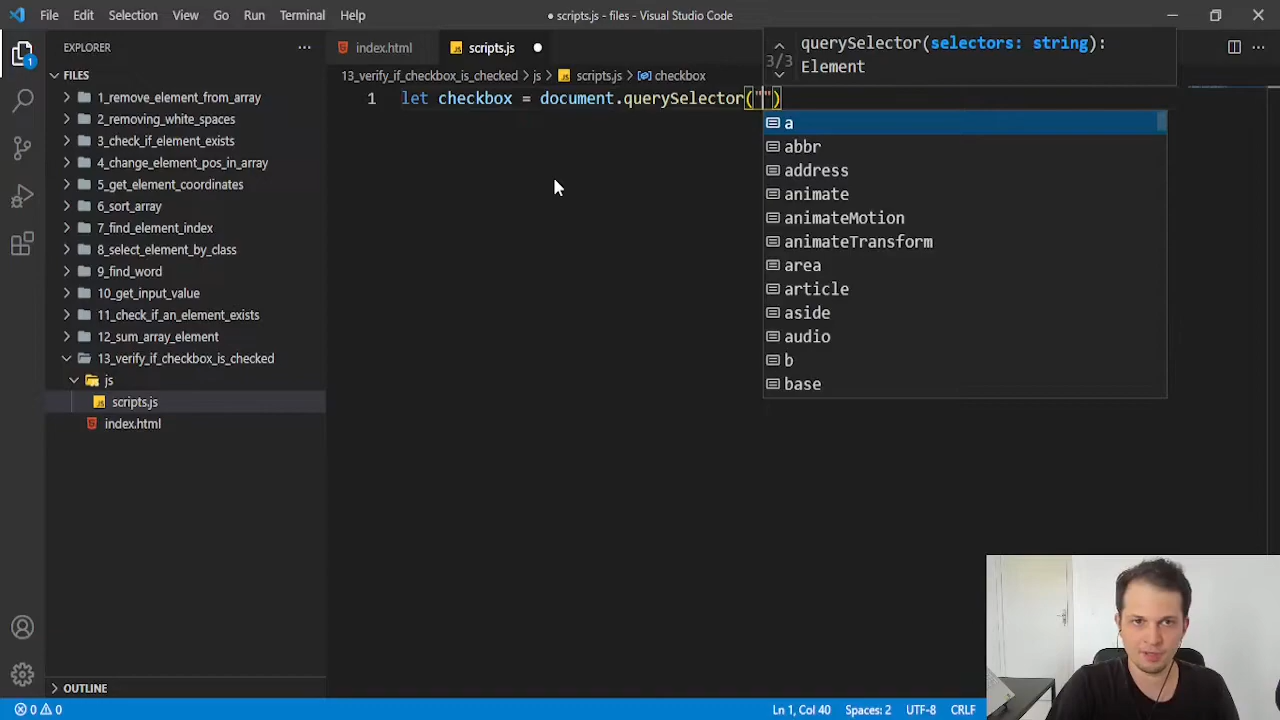 File Edit Selection View Go Run Terminal Help
● scripts.js - files - Visual Studio Code
EXPLORER
FILES
1_remove_element_from_array
2_removing_white_spaces
3_check_if_element_exists
4_change_element_pos_in_array
5_get_element_coordinates
6_sort_array
7_find_element_index
8_select_element_by_class
9_find_word
10_get_input_value
11_check_if_an_element_exists
12_sum_array_element
13_verify_if_checkbox_is_checked
js
JS scripts.js
index.html
OUTLINE
1
index.html
JS scripts.js
13_verify_if_checkbox_is_checked > js > JS scripts.js > checkbox
1 let checkbox = document.querySelector("")
3/3
querySelector(selectors: string):
Element
a
abbr
address
animate
animateMotion
animateTransform
area
article
aside
audio
b
base
0 0
Ln 1, Col 40 Spaces: 2 UTF-8 CRLF